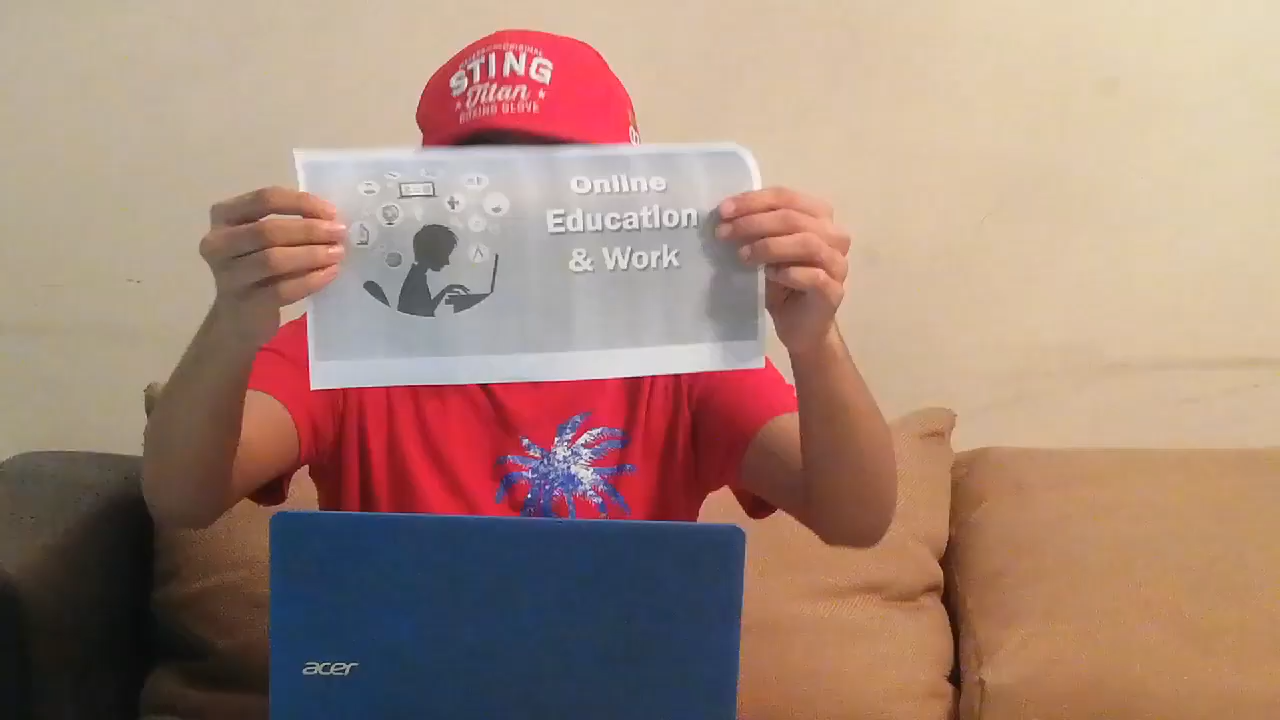 STING
Titan
BOXING GLOVE
Online
Education
& Work
acer